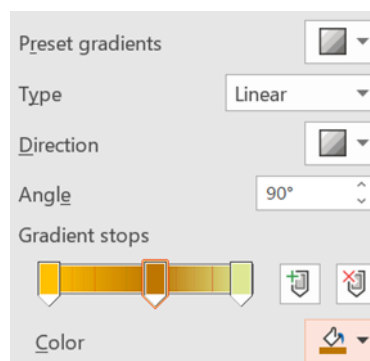 Preset gradients
Type Linear
Direction
Angle 90°
Gradient stops
Color